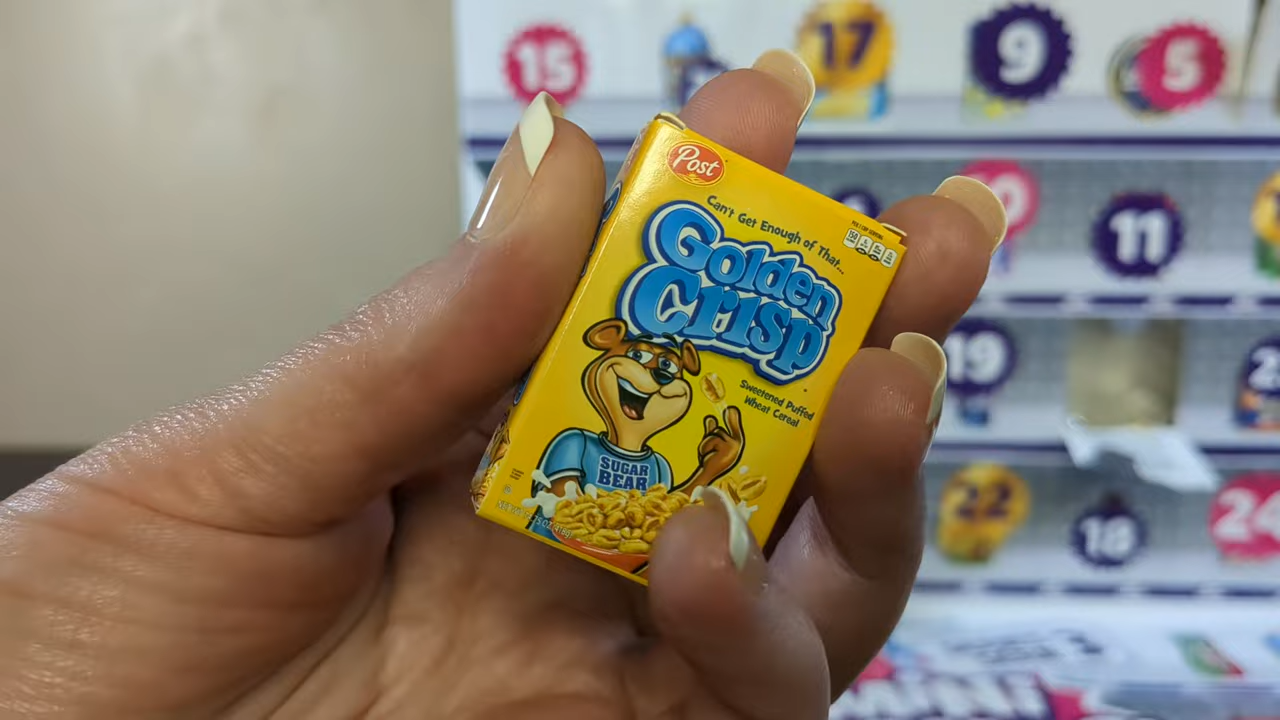 15
17
9
5
11
19
22
18
24
Post
Can't Get Enough of That...
Golden
Crisp
Sweetened Puffed
Wheat Cereal
SUGAR
BEAR
MINI